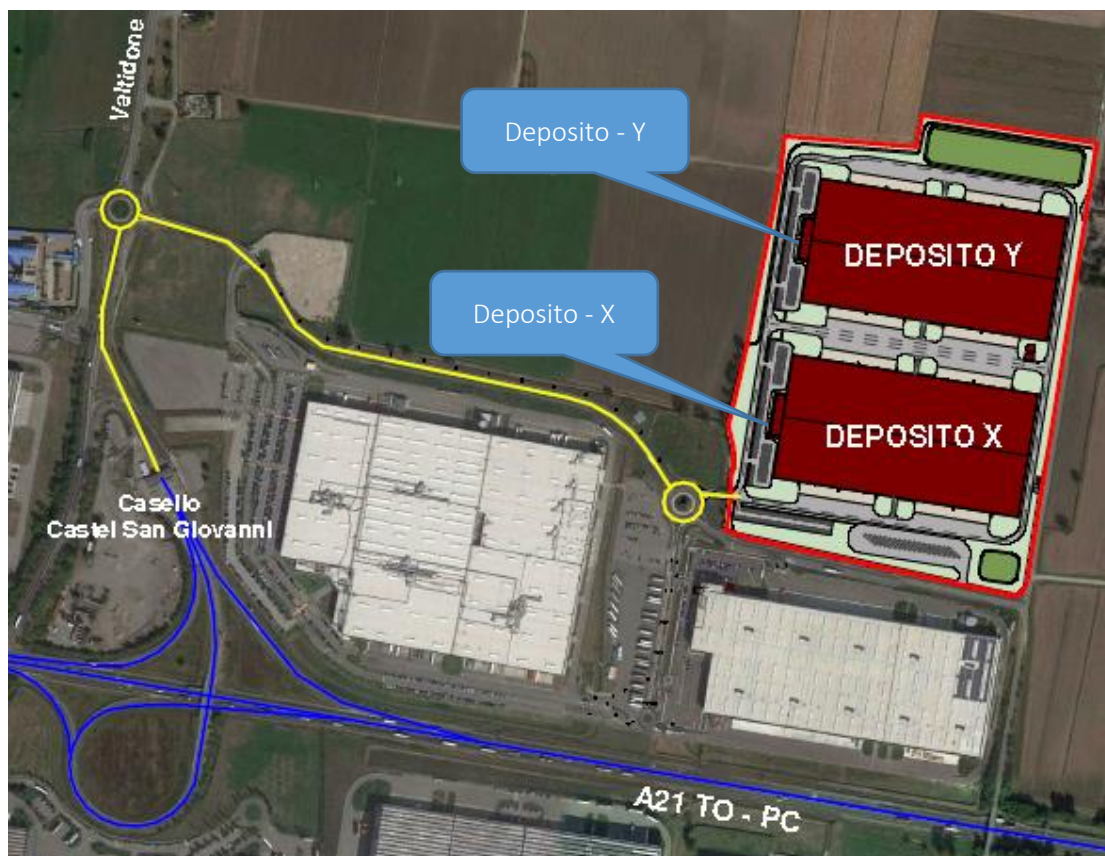 Valtidone
Deposito - Y
DEPOSITO Y
Deposito - X
DEPOSITO X
Casello
Castel San Giovanni
A21 TO - PC